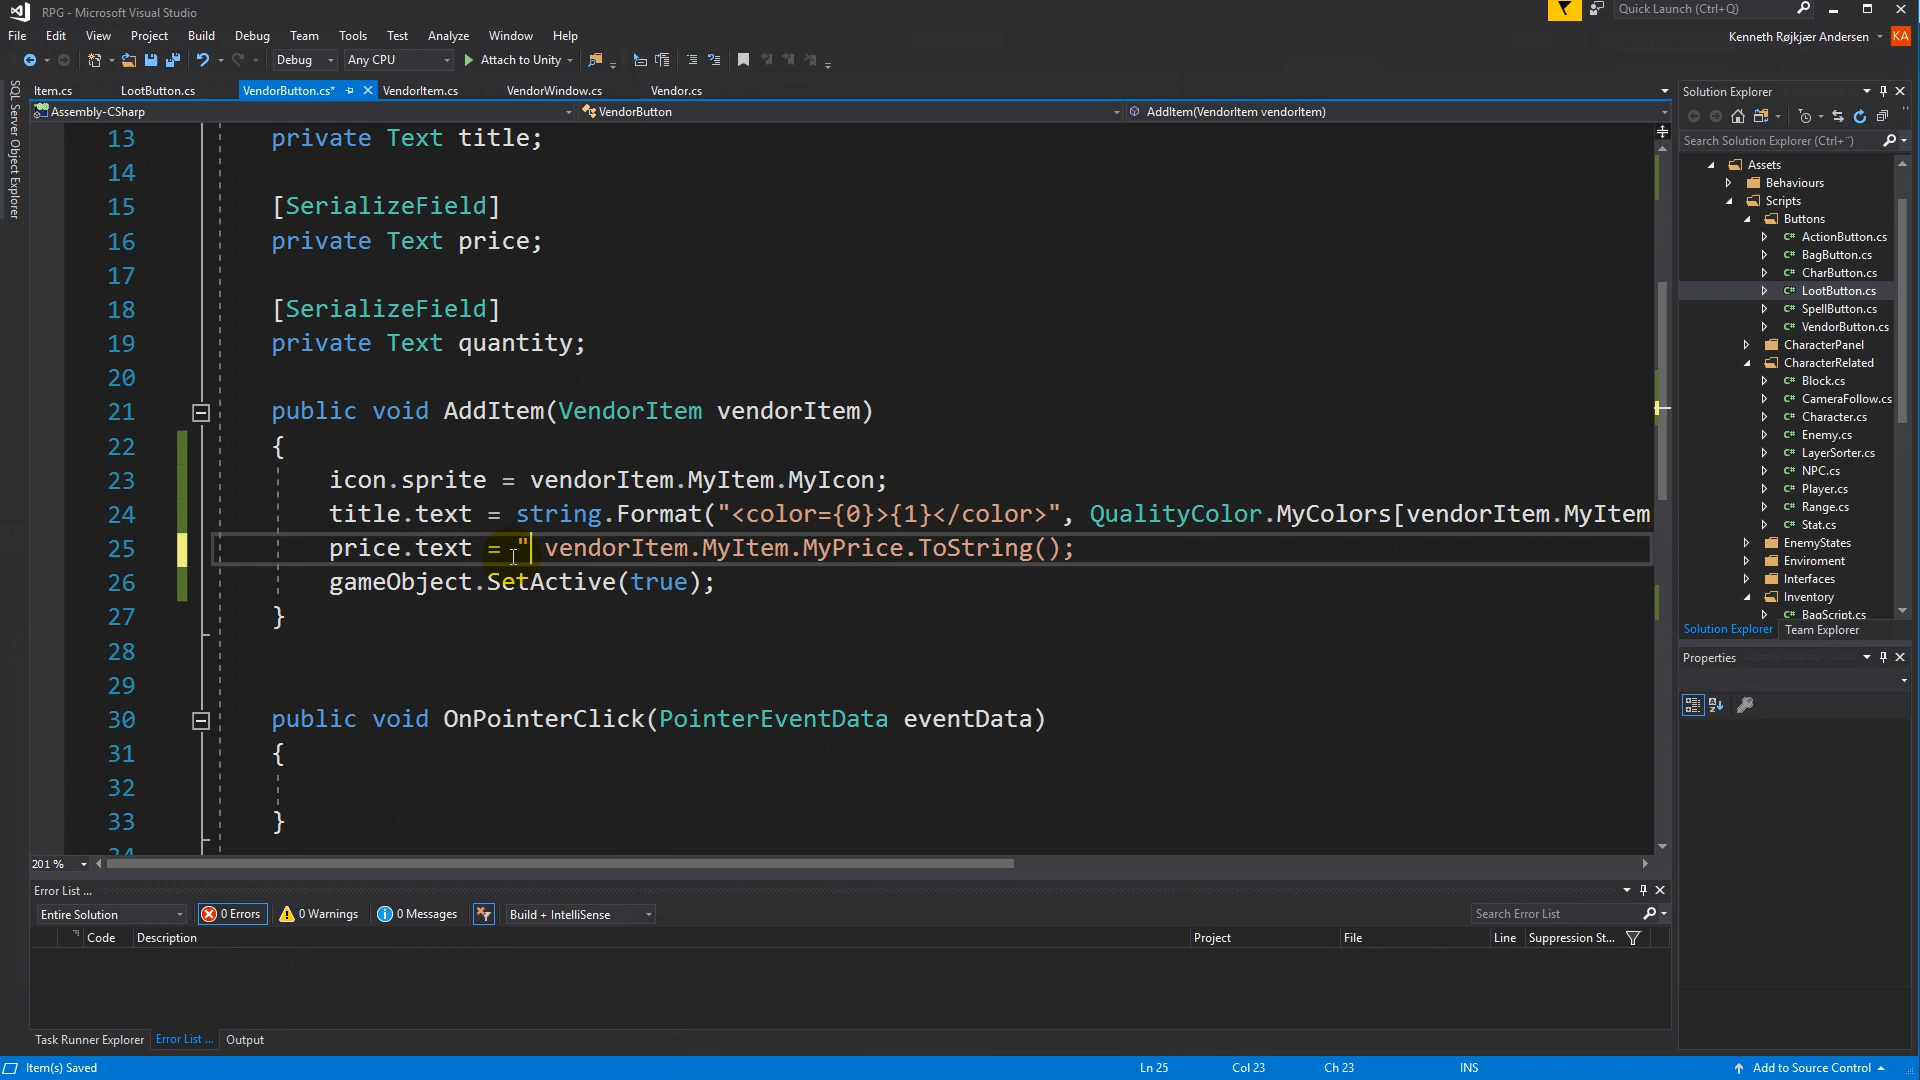 RPG - Microsoft Visual Studio
Quick Launch (Ctrl+Q)
File Edit View Project Build Debug Team Tools Test Analyze Window Help
Kenneth Røjkjær Andersen
KA
Debug
Any CPU
Attach to Unity
SQL Server Object Explorer
Item.cs
LootButton.cs
VendorButton.cs*
VendorItem.cs
VendorWindow.cs
Vendor.cs
Assembly-CSharp
VendorButton
AddItem(VendorItem vendorItem)
13 private Text title;
14
15 [SerializeField]
16 private Text price;
17
18 [SerializeField]
19 private Text quantity;
20
21 public void AddItem(VendorItem vendorItem)
22 {
23 icon.sprite = vendorItem.MyItem.MyIcon;
24 title.text = string.Format("<color={0}>{1}</color>", QualityColor.MyColors[vendorItem.MyItem
25 price.text = " vendorItem.MyItem.MyPrice.ToString();
26 gameObject.SetActive(true);
27 }
28
29
30 public void OnPointerClick(PointerEventData eventData)
31 {
32
33 }
34
201 %
Solution Explorer
Search Solution Explorer (Ctrl+¨)
Assets
Behaviours
Scripts
Buttons
C# ActionButton.cs
C# BagButton.cs
C# CharButton.cs
C# LootButton.cs
C# SpellButton.cs
C# VendorButton.cs
CharacterPanel
CharacterRelated
C# Block.cs
C# CameraFollow.cs
C# Character.cs
C# Enemy.cs
C# LayerSorter.cs
C# NPC.cs
C# Player.cs
C# Range.cs
C# Stat.cs
EnemyStates
Enviroment
Interfaces
Inventory
C# BagScript.cs
Solution Explorer Team Explorer
Properties
Error List ...
Entire Solution
0 Errors
0 Warnings
0 Messages
Build + IntelliSense
Search Error List
Code Description Project File Line Suppression St...
Task Runner Explorer Error List ... Output
Item(s) Saved
Ln 25
Col 23
Ch 23
INS
Add to Source Control